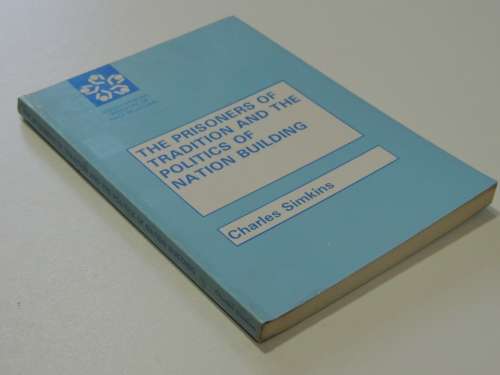 THE PRISONERS OF
TRADITION AND THE
POLITICS OF
NATION BUILDING
Charles Simkins